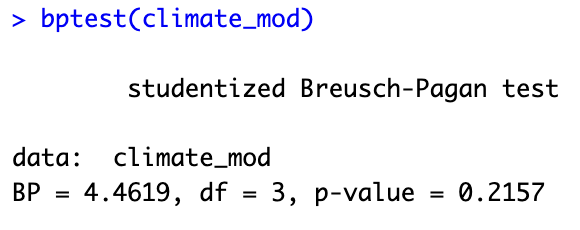 > bptest(climate_mod)
studentized Breusch-Pagan test
data:  climate_mod
BP = 4.4619, df = 3, p-value = 0.2157